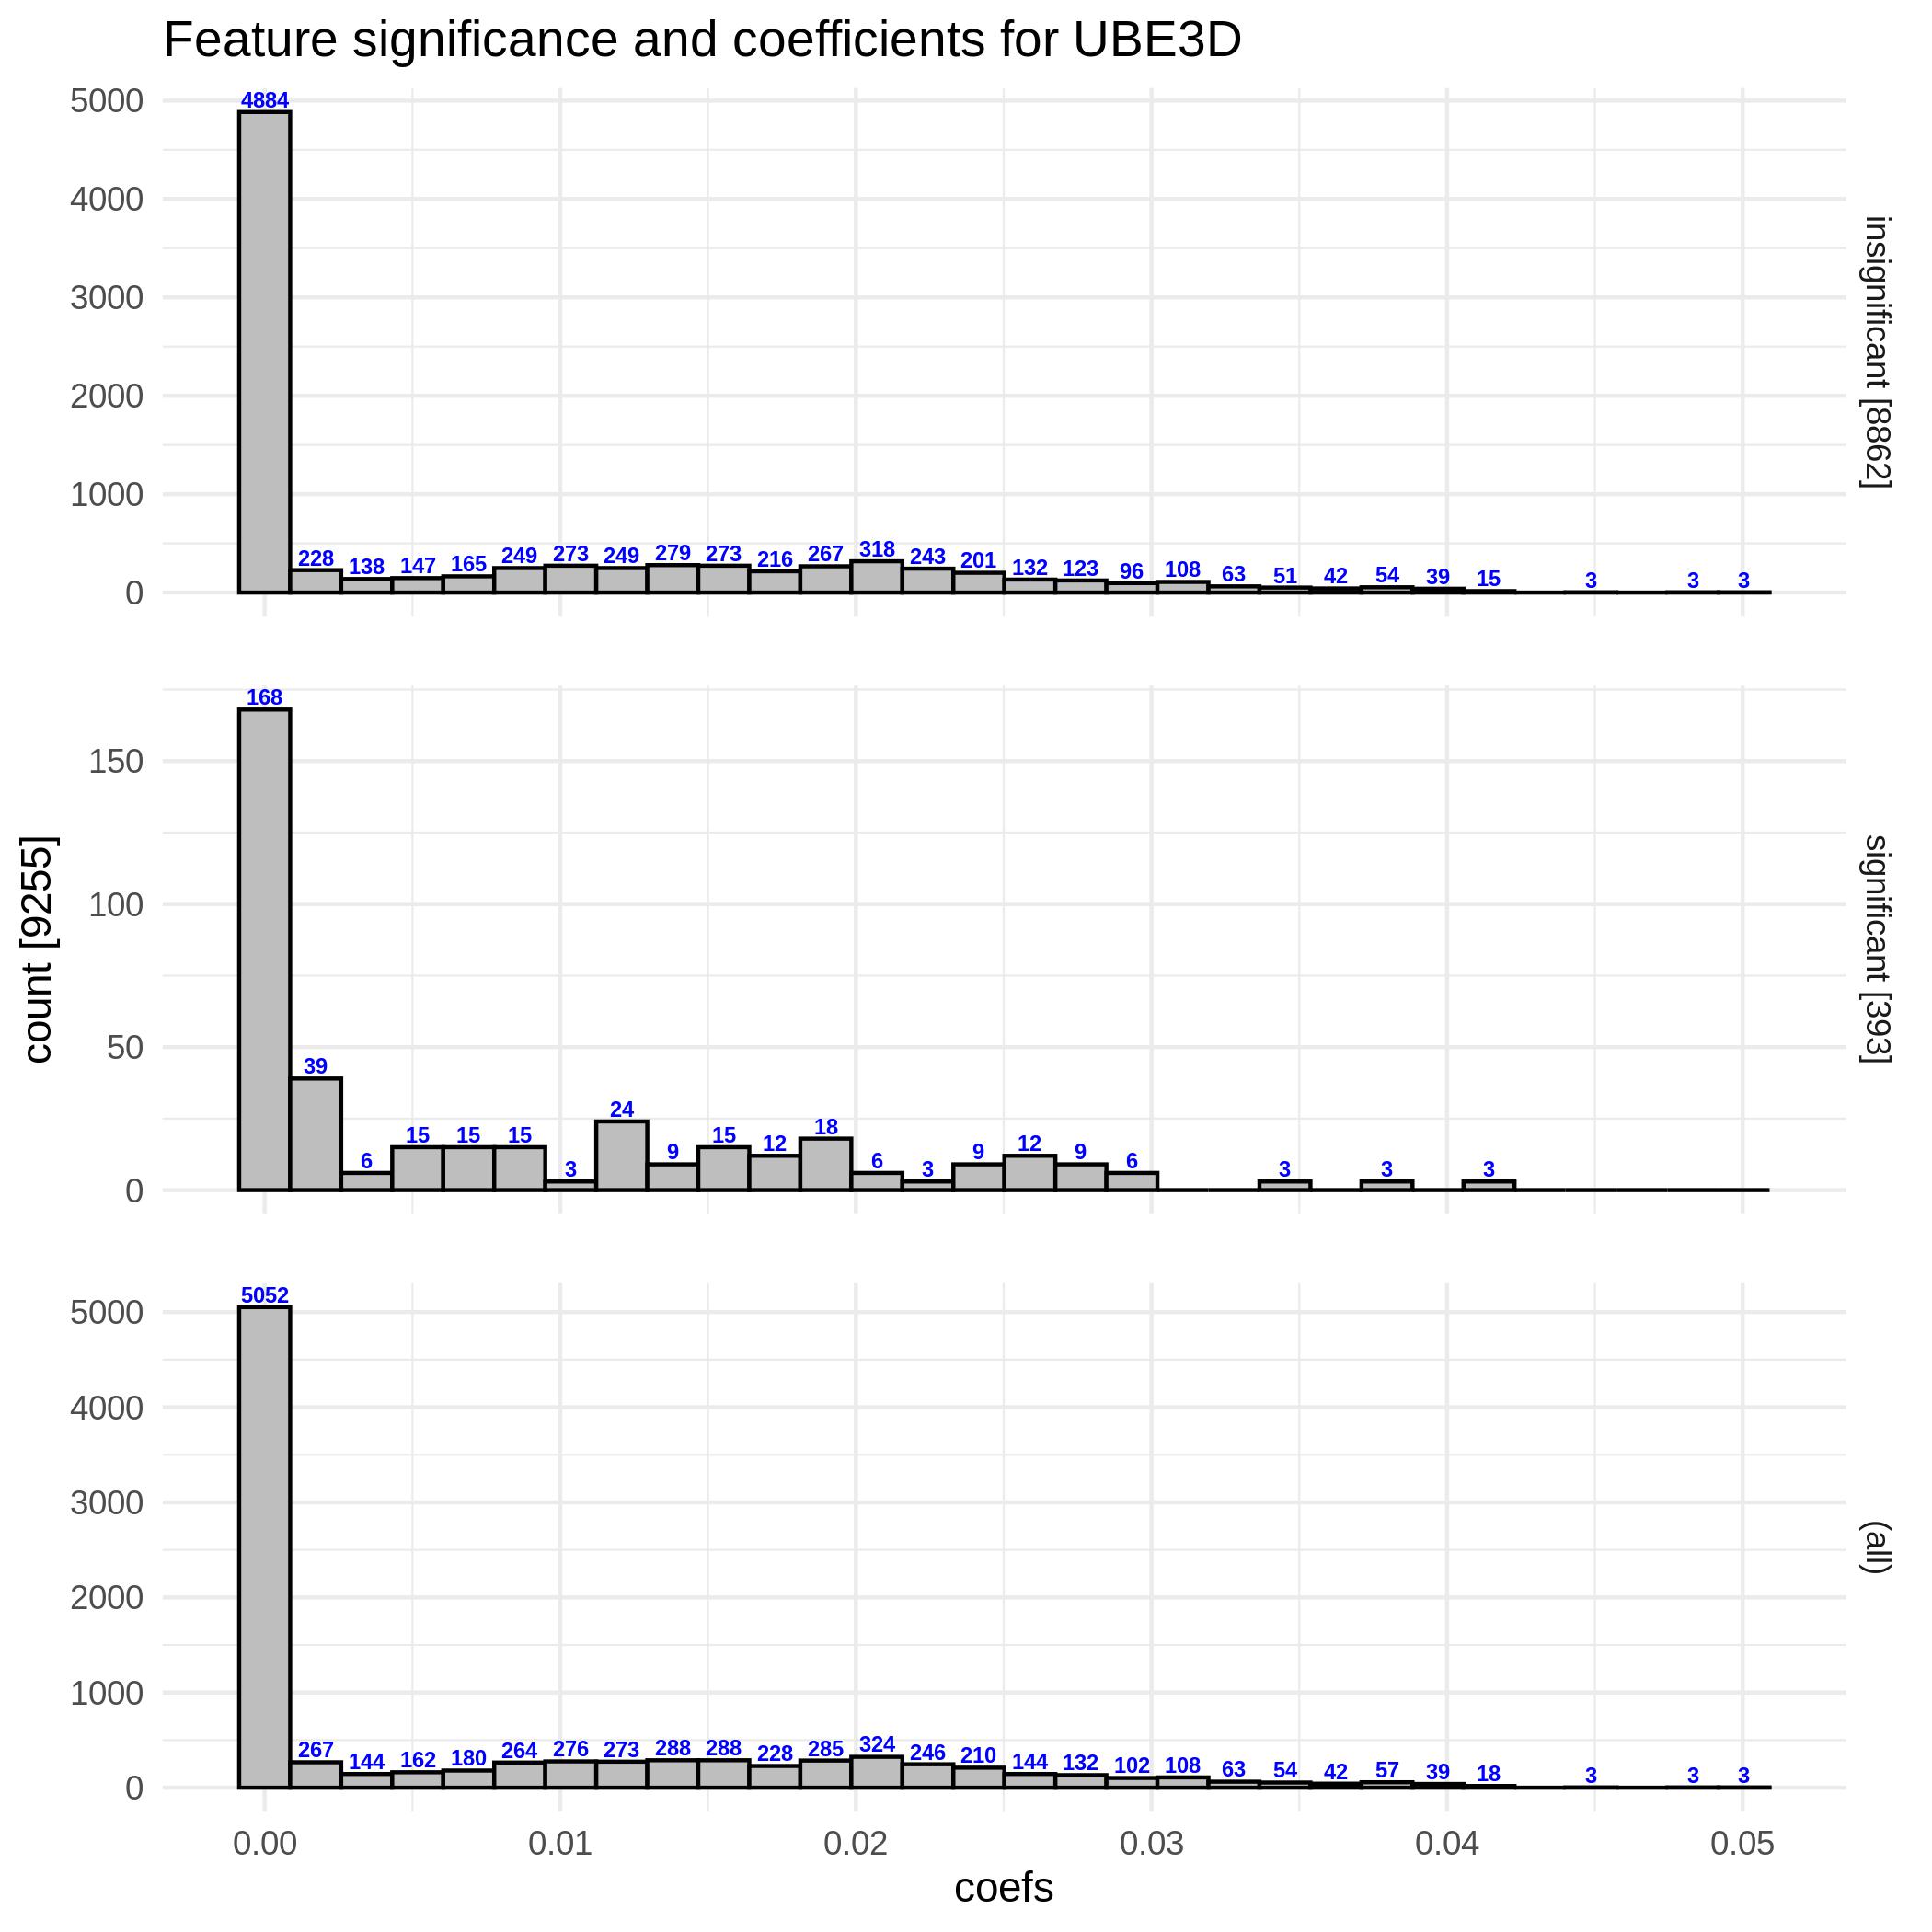 Feature significance and coefficients for UBE3D
5000
4000
3000
2000
1000
0
4884 228 138 147 165 249 273 249 279 273 216 267 318 243 201 132 123 96 108 63 51 42 54 39 15 3 3 3
insignificant [8862]
count [9255]
150
100
50
0
168 39 6 15 15 15 3 24 9 15 12 18 6 3 9 12 9 6 3 3 3
significant [393]
5000
4000
3000
2000
1000
0
5052 267 144 162 180 264 276 273 288 288 228 285 324 246 210 144 132 102 108 63 54 42 57 39 18 3 3 3
(all)
0.00 0.01 0.02 0.03 0.04 0.05
coefs